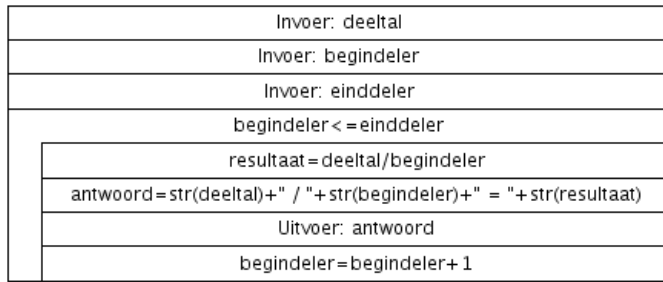 Invoer: deeltal
Invoer: begindeler
Invoer: einddeler
begindeler<=einddeler
resultaat=deeltal/begindeler
antwoord=str(deeltal)+" / "+str(begindeler)+" = "+str(resultaat)
Uitvoer: antwoord
begindeler=begindeler+1